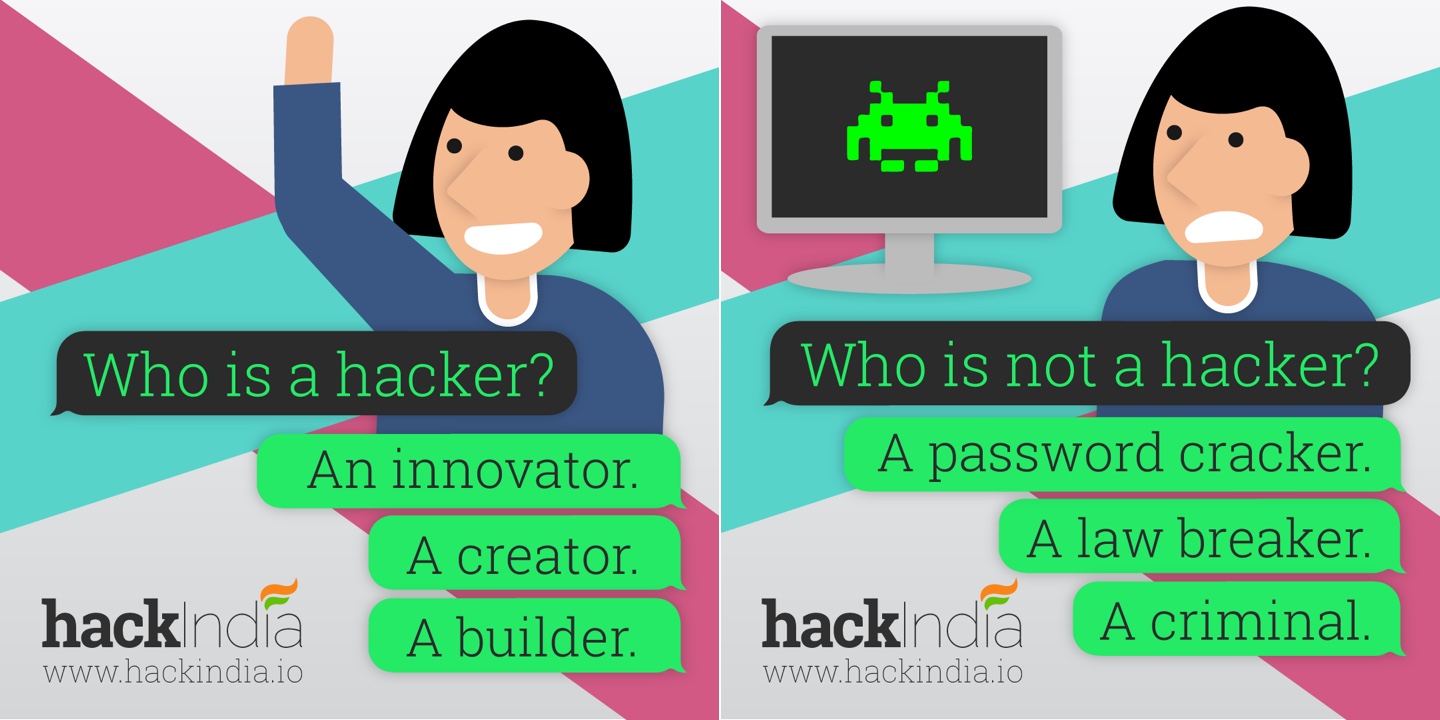 Who is a hacker?
An innovator.
A creator.
A builder.
hackIndia
www.hackindia.io
Who is not a hacker?
A password cracker.
A law breaker.
A criminal.
hackIndia
www.hackindia.io